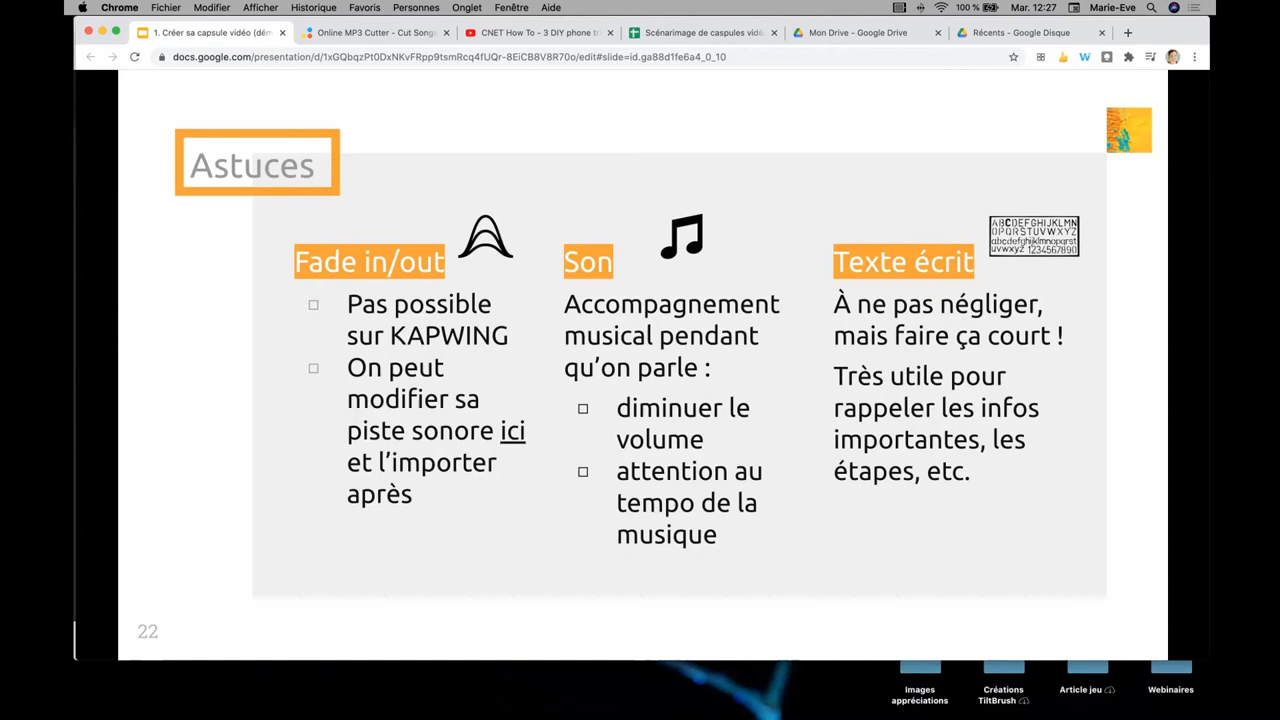 Chrome Fichier Modifier Afficher Historique Favoris Personnes Onglet Fenêtre Aide 100 % Mar. 12:27 Marie-Eve
1. Créer sa capsule vidéo (dém Online MP3 Cutter - Cut Song CNET How To - 3 DIY phone tr Scénarimage de caspules vidé Mon Drive - Google Drive Récents - Google Disque
docs.google.com/presentation/d/1xGQbqzPt0DxNKvFRpp9tsmRcq4fUQr-8EiCB8V8R70o/edit#slide=id.ga88d1fe6a4_0_10
Astuces
Fade in/out
Pas possible
sur KAPWING
On peut
modifier sa
piste sonore ici
et l’importer
après
Son
Accompagnement
musical pendant
qu’on parle :
diminuer le
volume
attention au
tempo de la
musique
ABCDEFGHIJKLMN
OPQRSTUVWXYZ
abcdefghijklmnop
qrstuvwxyz
1234567890
Texte écrit
À ne pas négliger,
mais faire ça court !
Très utile pour
rappeler les infos
importantes, les
étapes, etc.
22
Images
appréciations
Créations
TiltBrush
Article jeu
Webinaires